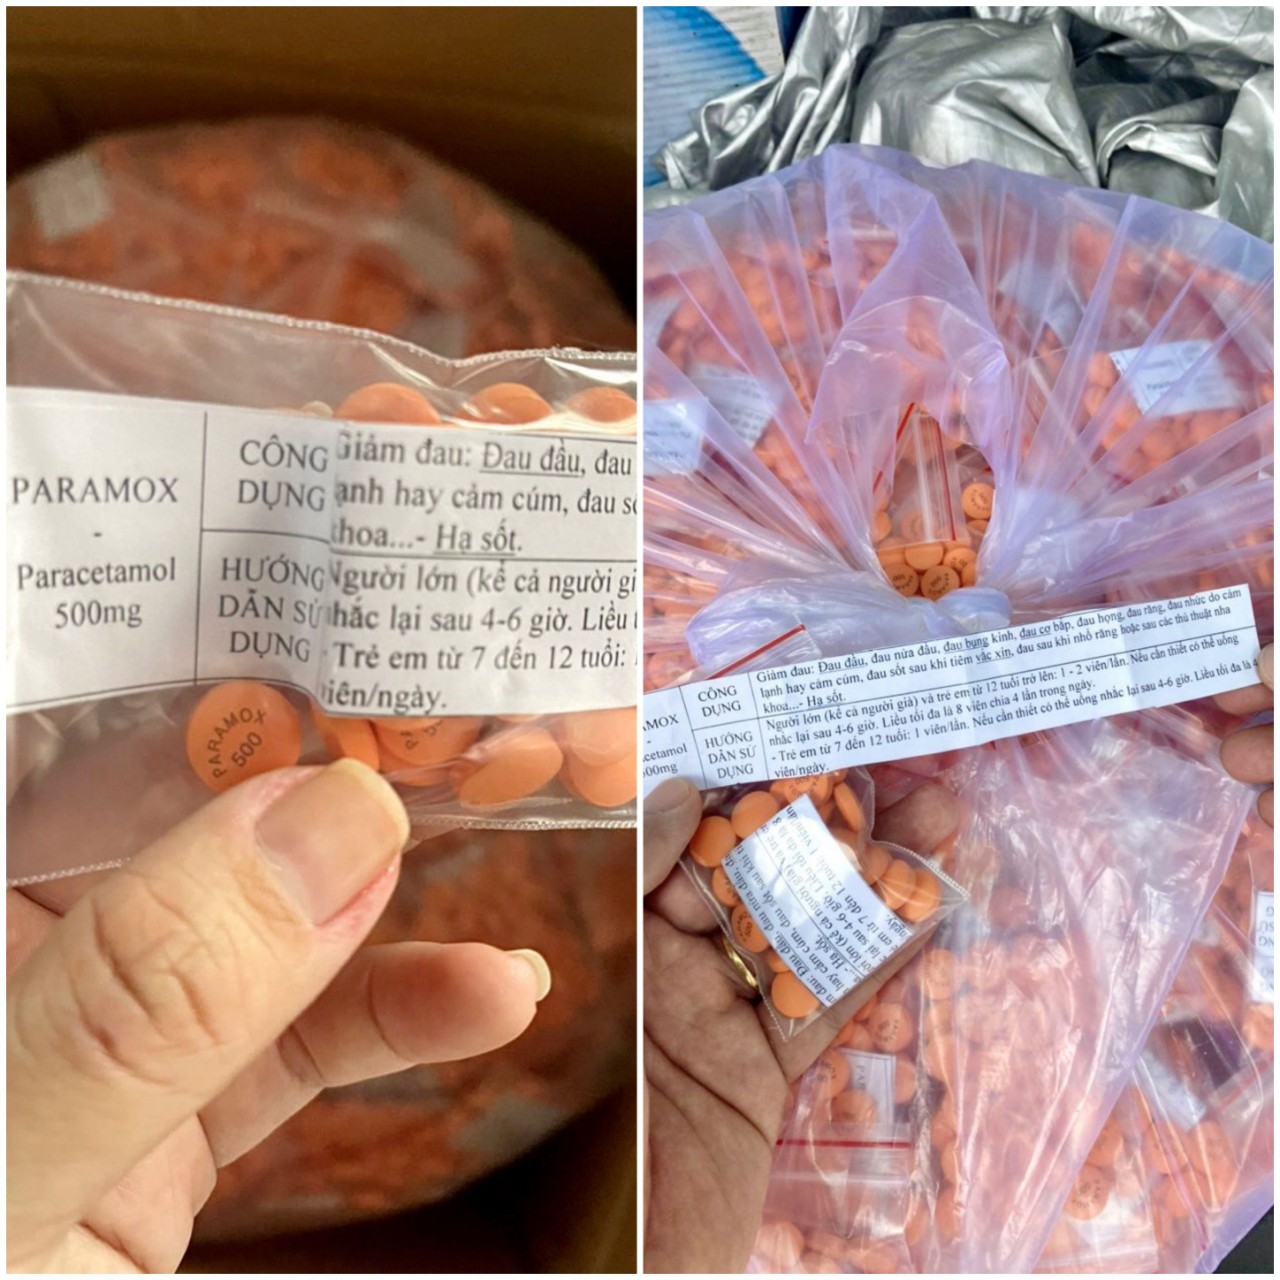 PARAMOX
-
Paracetamol
500mg
CÔNG
DỤNG
Giảm đau: Đau đầu, đau
ạnh hay cảm cúm, đau
khoa...- Hạ sốt.
HƯỚNG
DẪN SỬ
DỤNG
Người lớn (kể cả người
nhắc lại sau 4-6 giờ. Liều
- Trẻ em từ 7 đến 12 tuổi:
viên/ngày.
PARAMOX
500
AMOX
-
acetamol
500mg
CÔNG
DỤNG
Giảm đau: Đau đầu, đau nửa đầu, đau bụng kinh, đau cơ bắp, đau họng, đau răng, đau nhức do cảm
lạnh hay cảm cúm, đau sốt sau khi tiêm vắc xin, đau sau khi nhổ răng hoặc sau các thủ thuật nha
khoa...- Hạ sốt.
HƯỚNG
DẪN SỬ
DỤNG
Người lớn (kể cả người già) và trẻ em từ 12 tuổi trở lên: 1 - 2 viên/lần. Nếu cần thiết có thể uống
nhắc lại sau 4-6 giờ. Liều tối đa là 8 viên chia 4 lần trong ngày.
- Trẻ em từ 7 đến 12 tuổi: 1 viên/lần. Nếu cần thiết có thể uống nhắc lại sau 4-6 giờ. Liều tối đa là 4
viên/ngày.